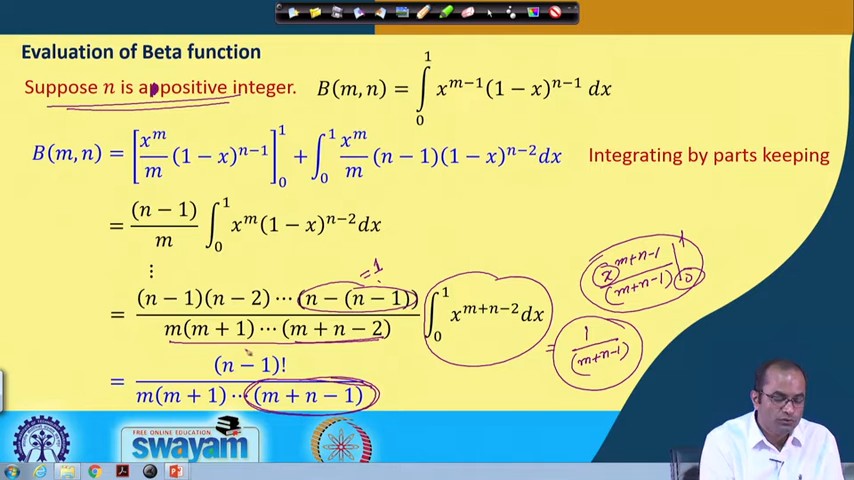 Evaluation of Beta function
Suppose n is a positive integer. B(m, n) = ∫₀¹ x^{m−1}(1 − x)^{n−1} dx
B(m, n) = [x^m/m (1 − x)^{n−1}]₀¹ + ∫₀¹ x^m/m (n − 1)(1 − x)^{n−2}dx Integrating by parts keeping
= (n − 1)/m ∫₀¹ x^m(1 − x)^{n−2}dx
x^{m+n-1}/(m+n-1) |₀¹
⋮
=1
= (n − 1)(n − 2) ⋯ (n − (n − 1))/m(m + 1) ⋯ (m + n − 2) ∫₀¹ x^{m+n−2}dx
= 1/(m+n-1)
= (n − 1)!/m(m + 1) ⋯ (m + n − 1)
FREE ONLINE EDUCATION
swayam